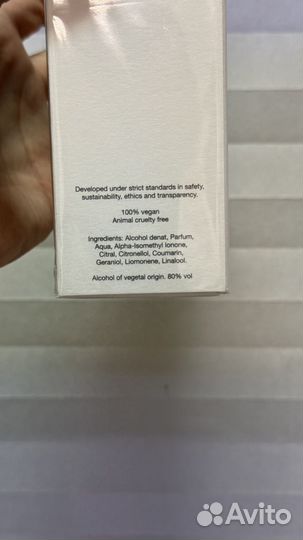 Developed under strict standards in safety,
sustainability, ethics and transparency.
100% vegan
Animal cruelty free
Ingredients: Alcohol denat, Parfum,
Aqua, Alpha-Isomethyl Ionone,
Citral, Citronellol, Coumarin,
Geraniol, Liomonene, Linalool.
Alcohol of vegetal origin. 80% vol
Avito